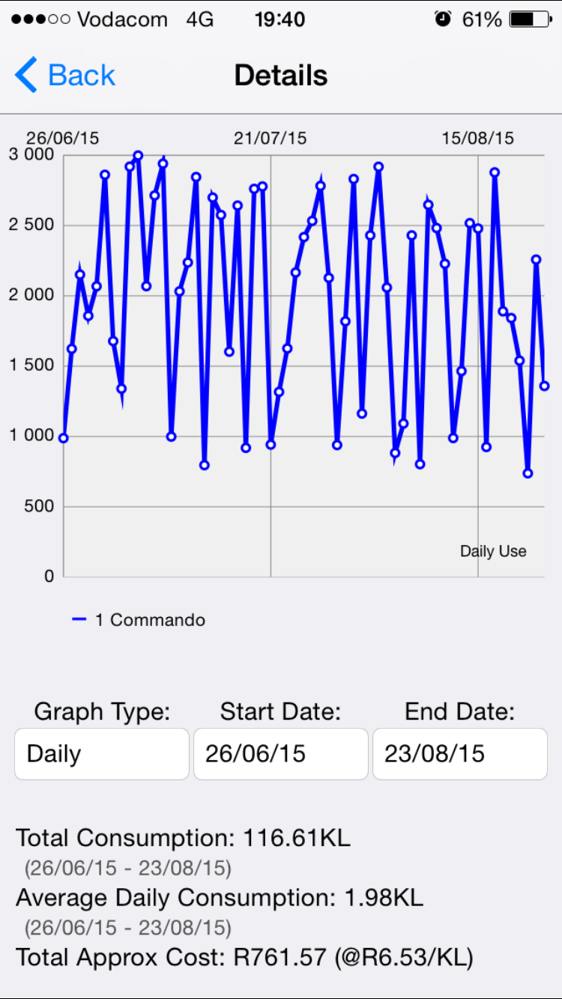 Vodacom 4G 19:40 61%
Back Details
26/06/15 21/07/15 15/08/15
3 000
2 500
2 000
1 500
1 000
500
Daily Use
0
1 Commando
Graph Type: Start Date: End Date:
Daily 26/06/15 23/08/15
Total Consumption: 116.61KL
(26/06/15 - 23/08/15)
Average Daily Consumption: 1.98KL
(26/06/15 - 23/08/15)
Total Approx Cost: R761.57 (@R6.53/KL)